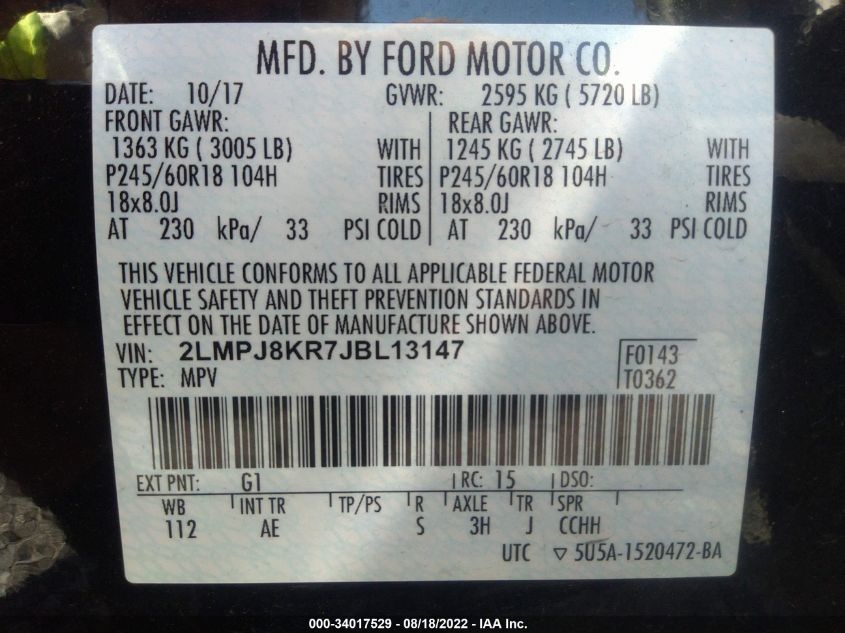 MFD. BY FORD MOTOR CO.
DATE: 10/17 GVWR: 2595 KG ( 5720 LB)
FRONT GAWR: REAR GAWR:
1363 KG ( 3005 LB) WITH 1245 KG ( 2745 LB) WITH
P245/60R18 104H TIRES P245/60R18 104H TIRES
18x8.0J RIMS 18x8.0J RIMS
AT 230 kPa/ 33 PSI COLD AT 230 kPa/ 33 PSI COLD
THIS VEHICLE CONFORMS TO ALL APPLICABLE FEDERAL MOTOR
VEHICLE SAFETY AND THEFT PREVENTION STANDARDS IN
EFFECT ON THE DATE OF MANUFACTURE SHOWN ABOVE.
VIN: 2LMPJ8KR7JBL13147 F0143
TYPE: MPV T0362
EXT PNT: G1 RC: 15 DSO:
WB INT TR TP/PS R AXLE TR SPR
112 AE S 3H J CCHH
UTC ▽ 5U5A-1520472-BA
000-34017529 - 08/18/2022 - IAA Inc.